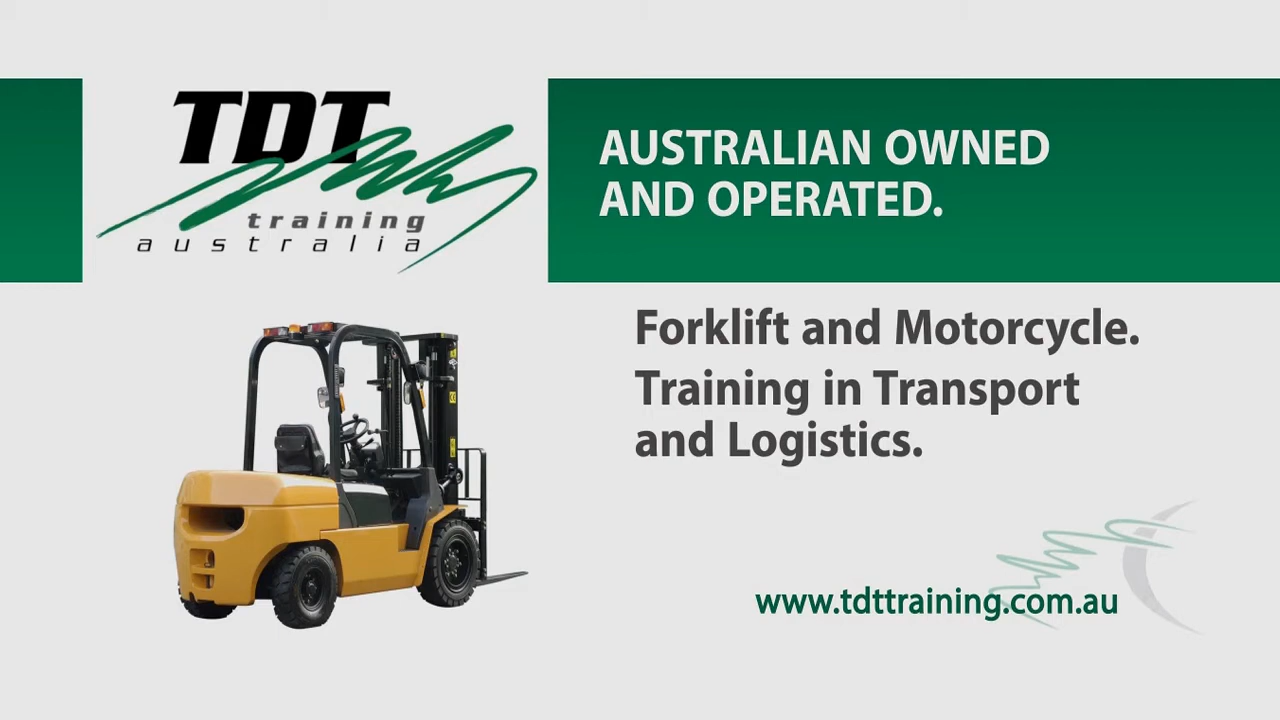 TDT
training
australia
AUSTRALIAN OWNED
AND OPERATED.
Forklift and Motorcycle.
Training in Transport
and Logistics.
www.tdttraining.com.au